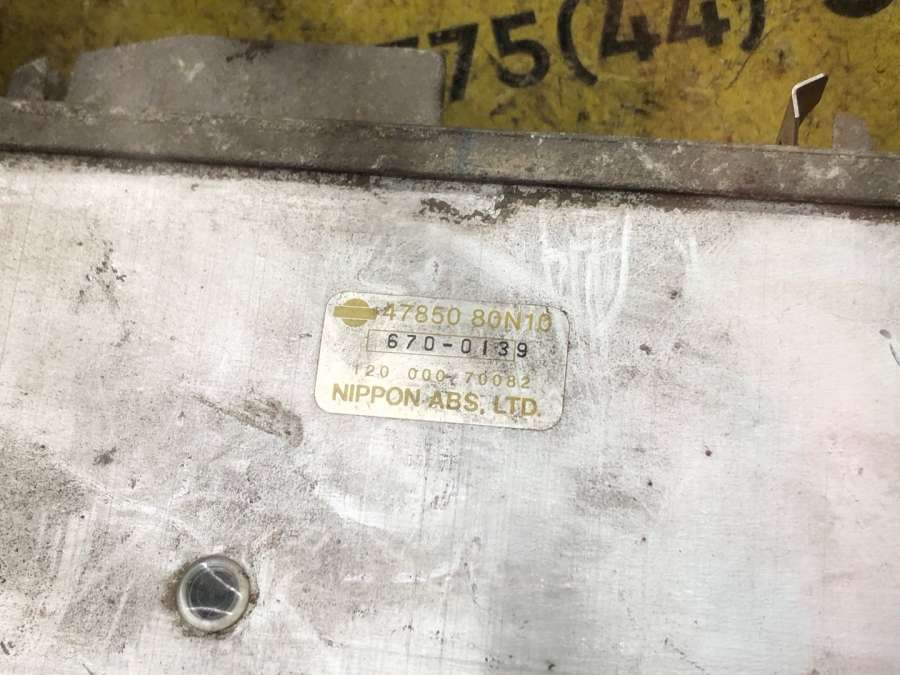 775(44)
47850 80N10
670-0139
120 000-70082
NIPPON ABS, LTD.